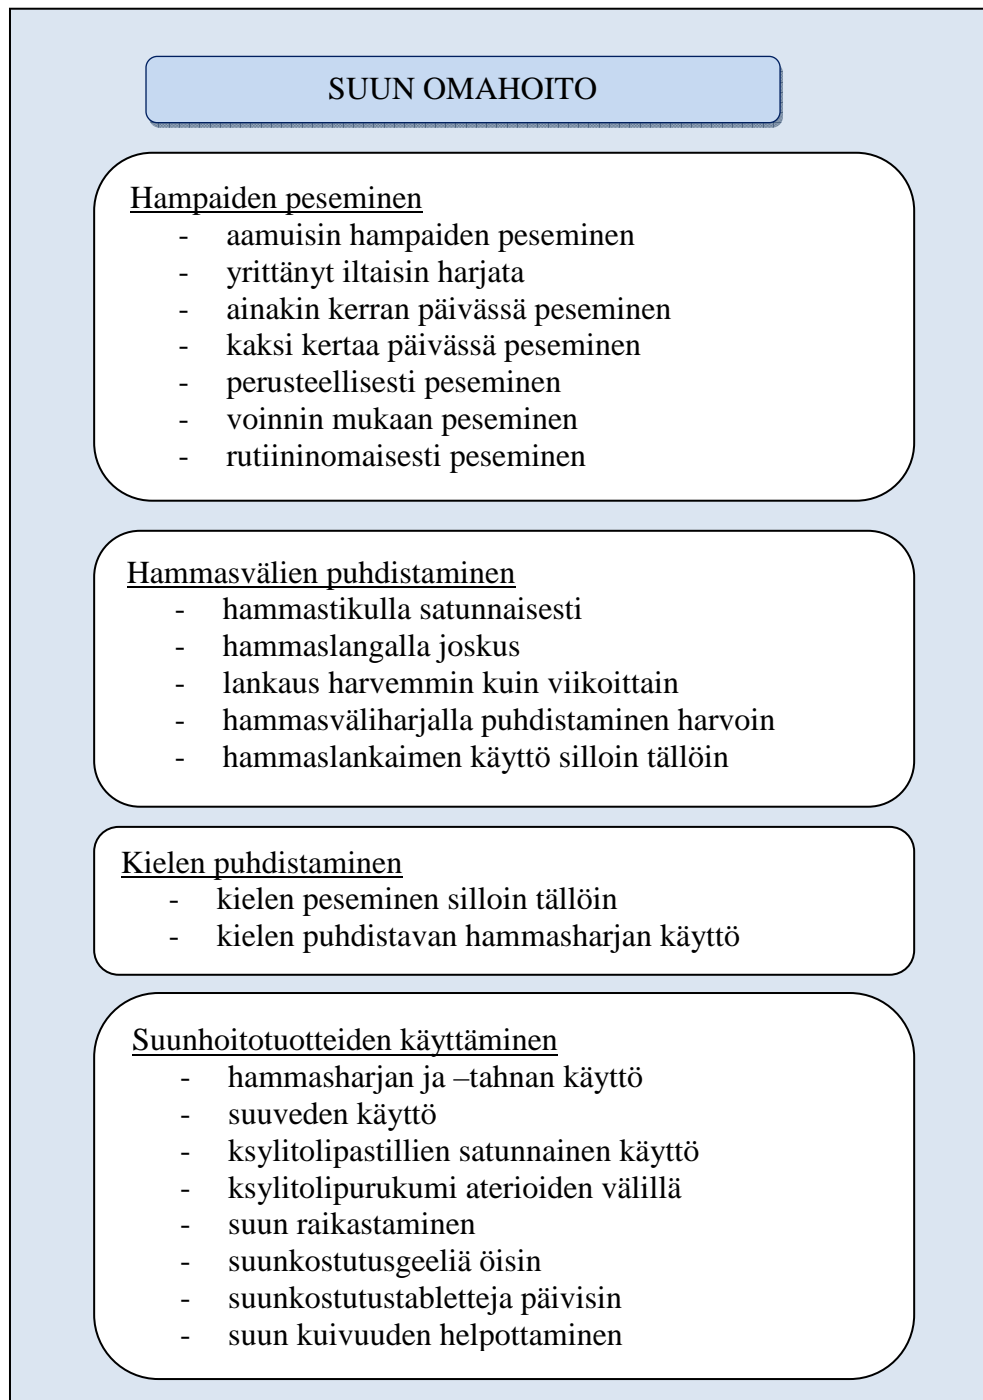 SUUN OMAHOITO
Hampaiden peseminen
- aamuisin hampaiden peseminen
- yrittänyt iltaisin harjata
- ainakin kerran päivässä peseminen
- kaksi kertaa päivässä peseminen
- perusteellisesti peseminen
- voinnin mukaan peseminen
- rutiininomaisesti peseminen
Hammasvälien puhdistaminen
- hammastikulla satunnaisesti
- hammaslangalla joskus
- lankaus harvemmin kuin viikoittain
- hammasväliharjalla puhdistaminen harvoin
- hammaslankaimen käyttö silloin tällöin
Kielen puhdistaminen
- kielen peseminen silloin tällöin
- kielen puhdistavan hammasharjan käyttö
Suunhoitotuotteiden käyttäminen
- hammasharjan ja –tahnan käyttö
- suuveden käyttö
- ksylitolipastillien satunnainen käyttö
- ksylitolipurukumi aterioiden välillä
- suun raikastaminen
- suunkostutusgeeliä öisin
- suunkostutustabletteja päivisin
- suun kuivuuden helpottaminen